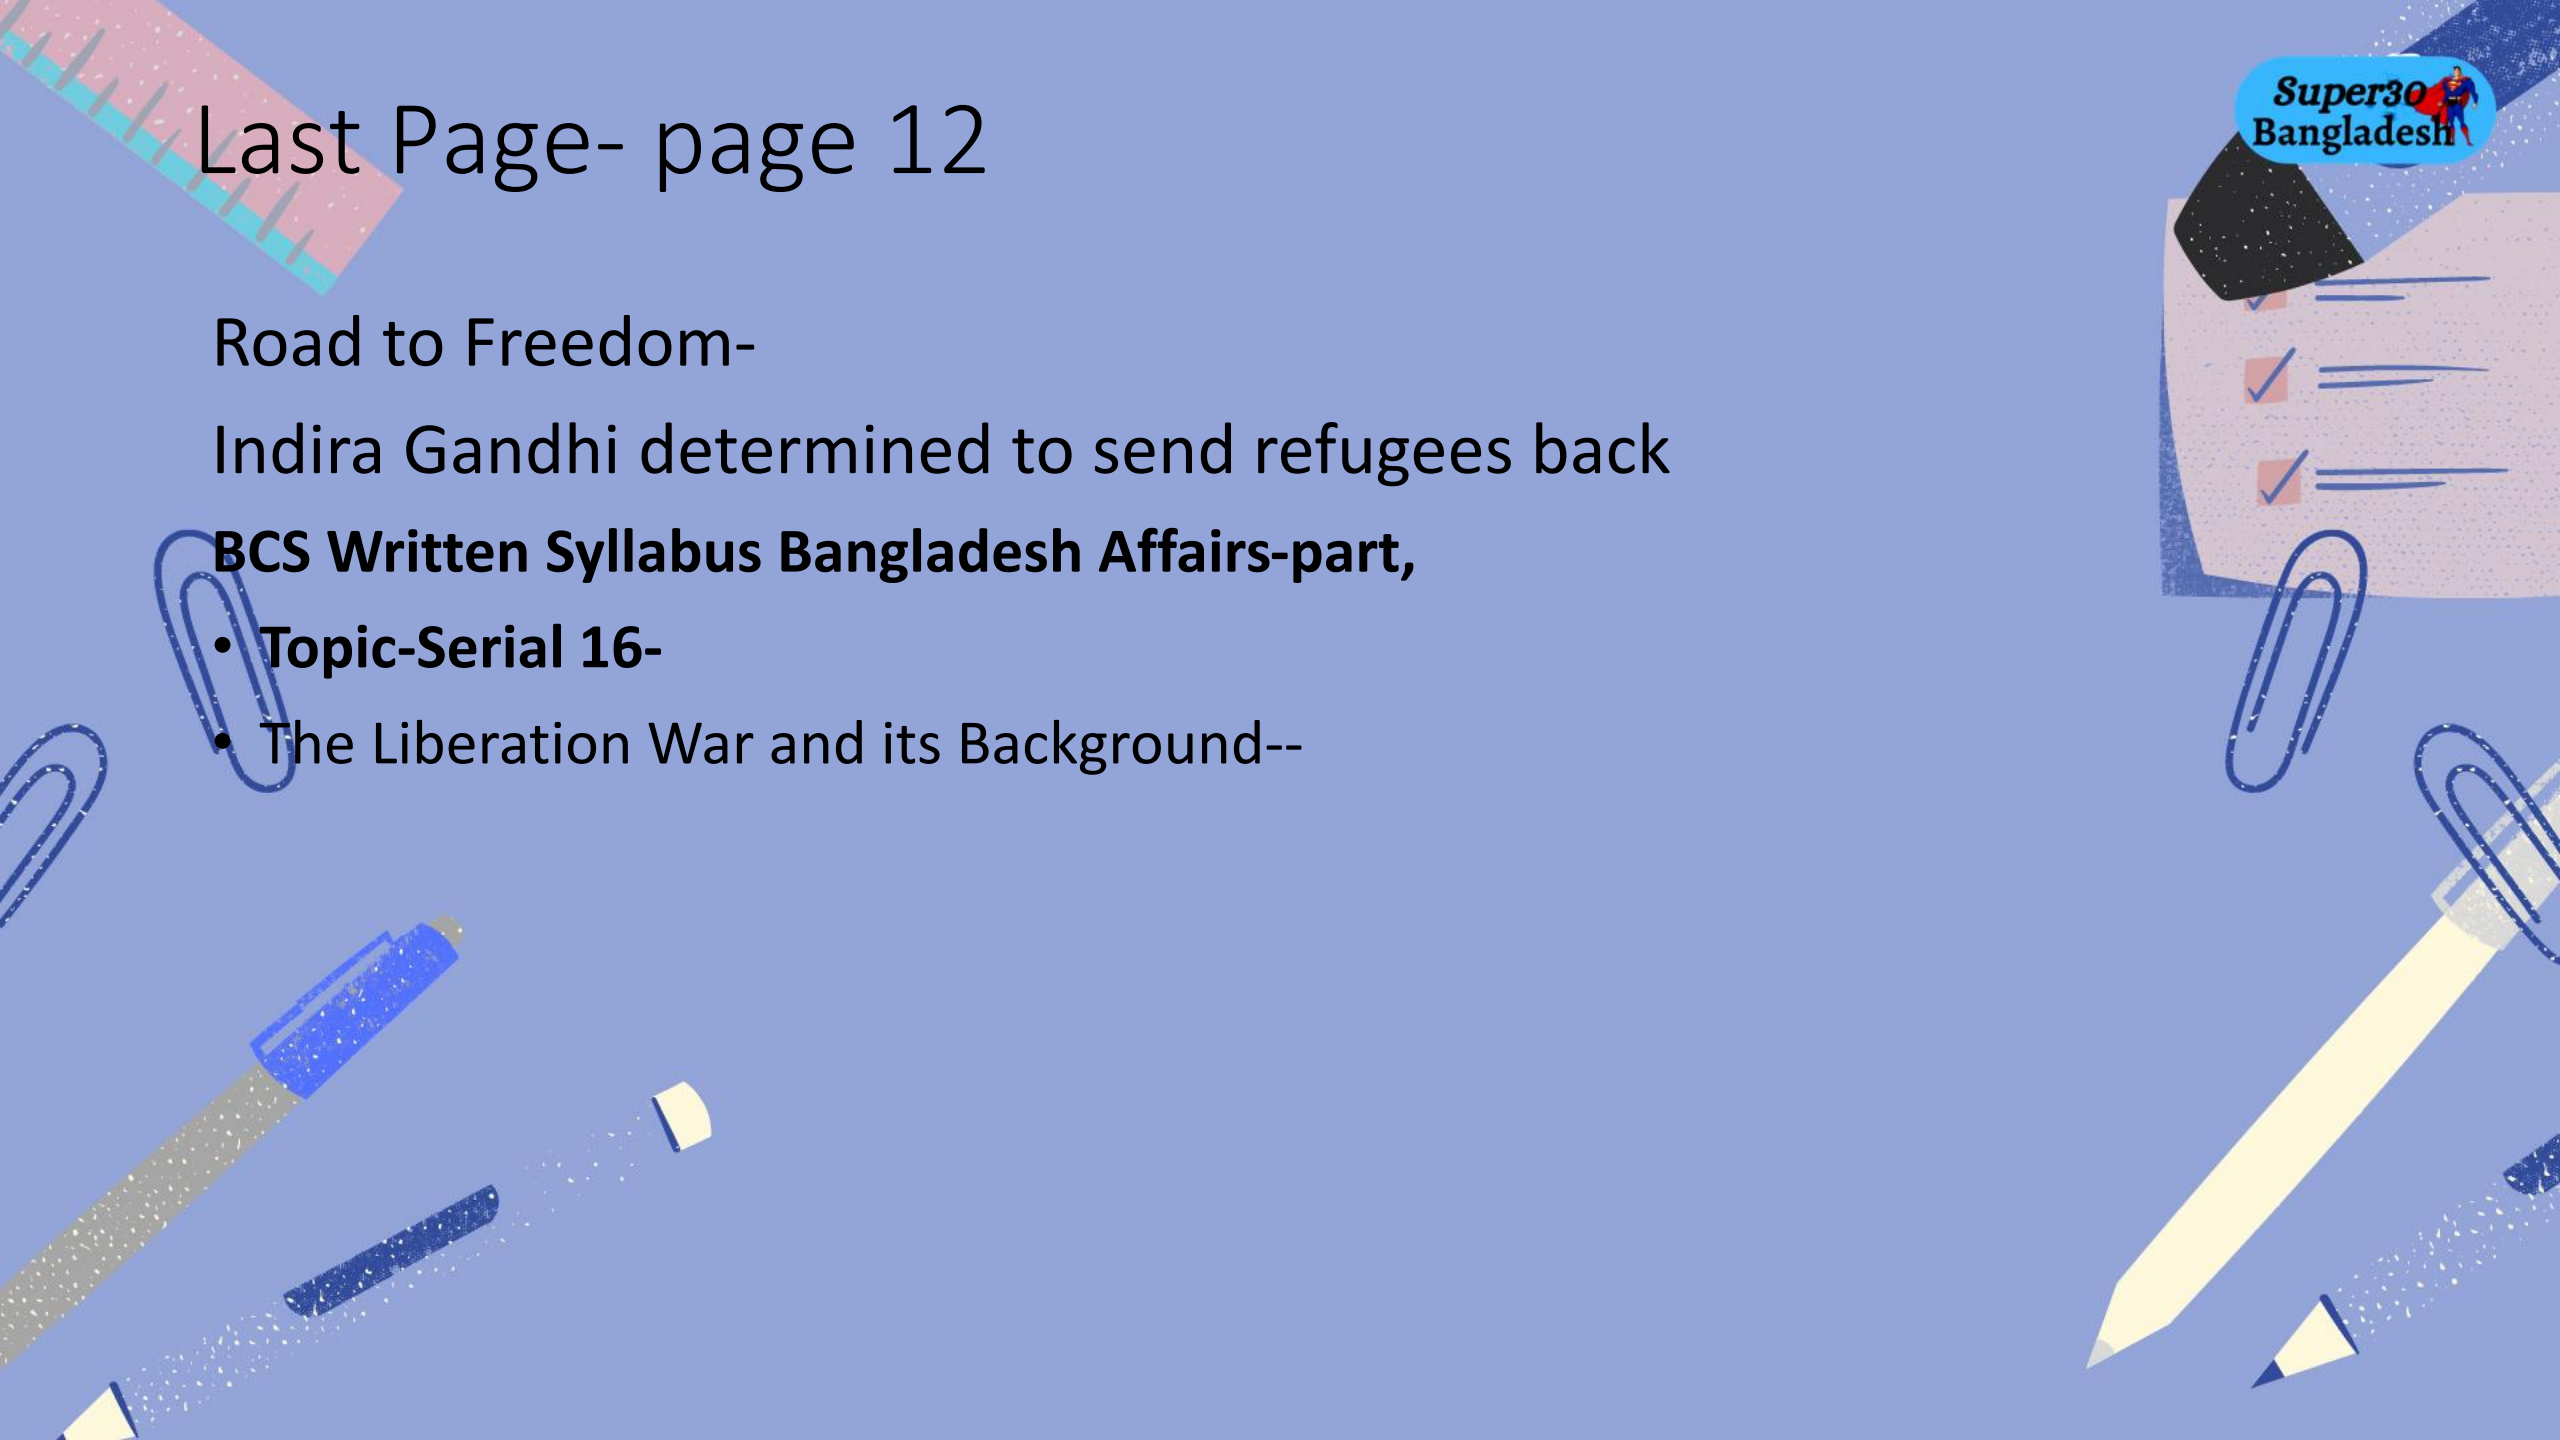 Super30
Bangladesh
Last Page- page 12
Road to Freedom-
Indira Gandhi determined to send refugees back
BCS Written Syllabus Bangladesh Affairs-part,
• Topic-Serial 16-
• The Liberation War and its Background--